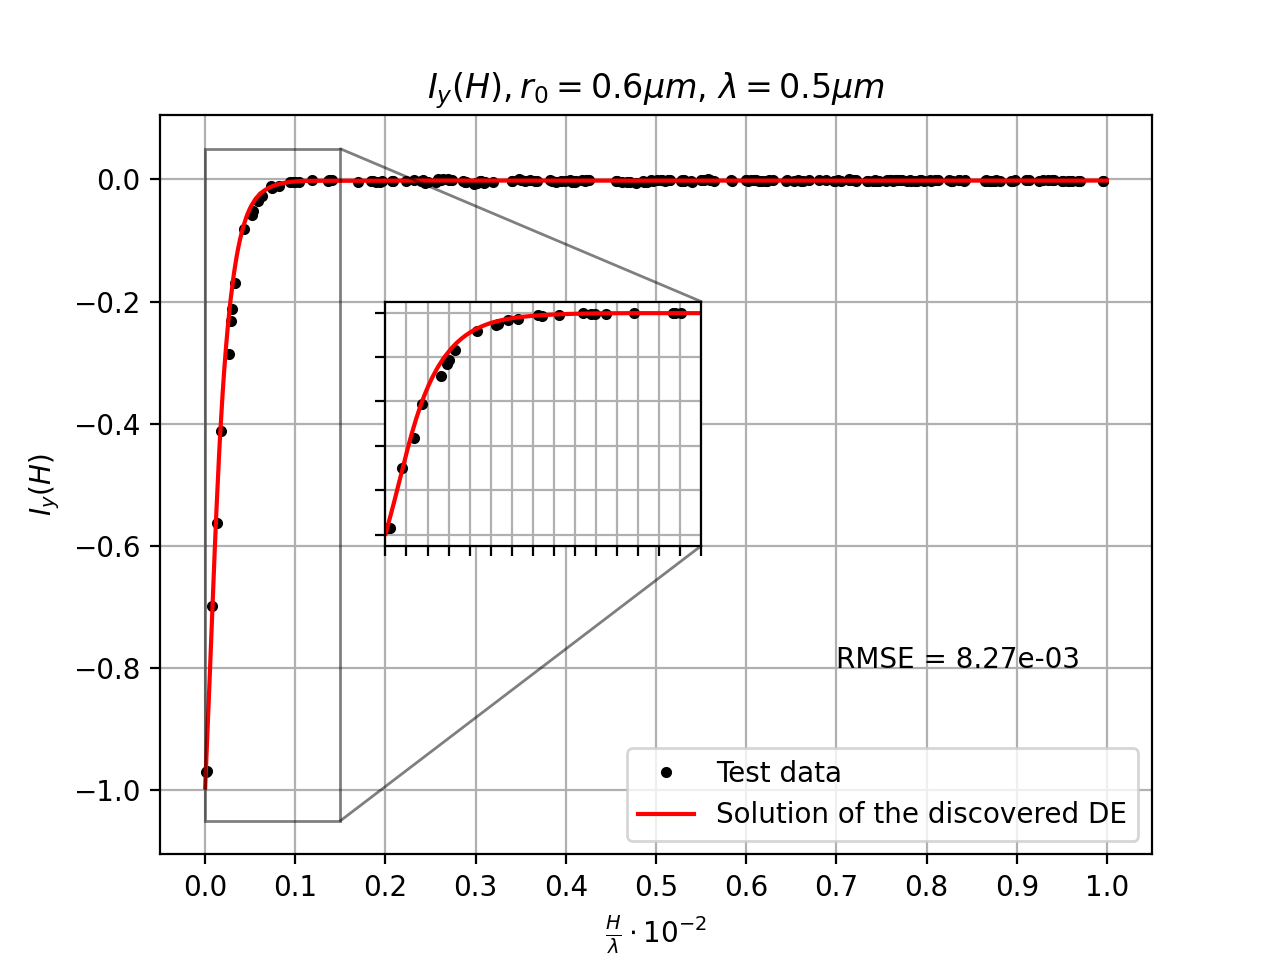 I_y(H), r_0 = 0.6μm, λ = 0.5μm
0.0
−0.2
−0.4
−0.6
−0.8
−1.0
I_y(H)
RMSE = 8.27e-03
Test data
Solution of the discovered DE
0.0 0.1 0.2 0.3 0.4 0.5 0.6 0.7 0.8 0.9 1.0
H/λ · 10^−2